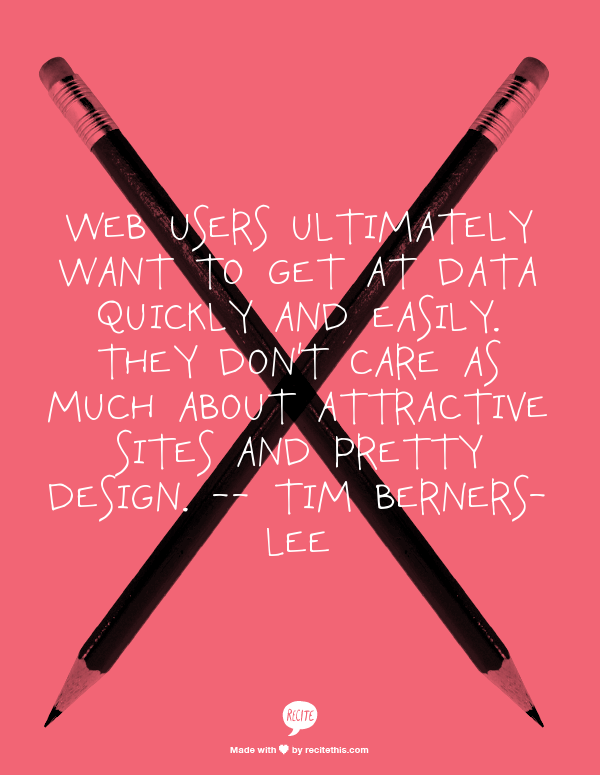 WEB USERS ULTIMATELY
WANT TO GET AT DATA
QUICKLY AND EASILY.
THEY DON'T CARE AS
MUCH ABOUT ATTRACTIVE
SITES AND PRETTY
DESIGN. -- TIM BERNERS-
LEE
RECITE
Made with ♥ by recitethis.com